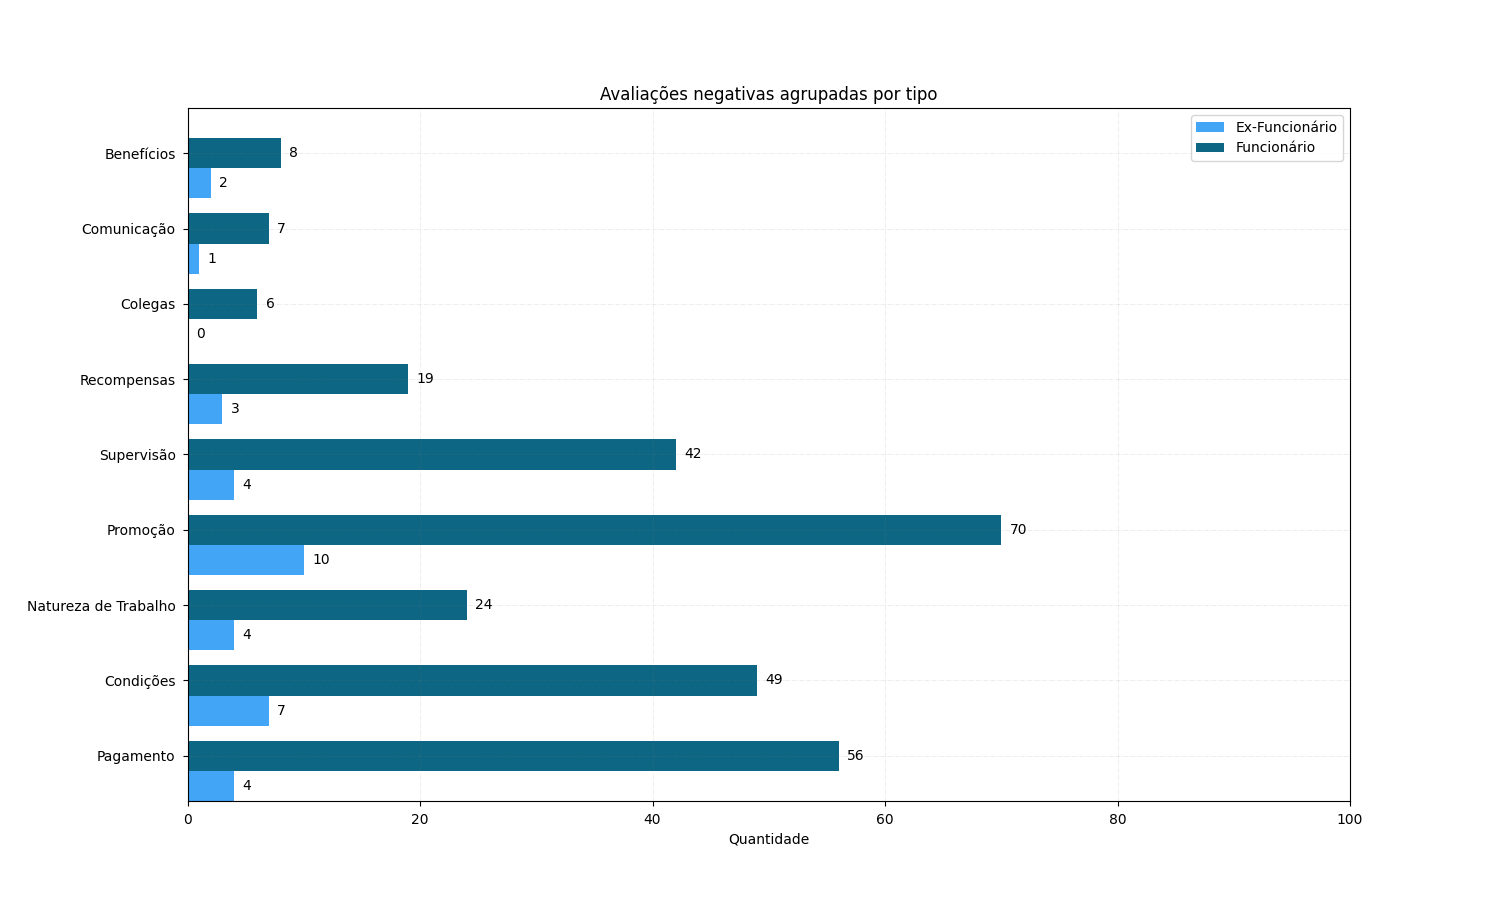 Avaliações negativas agrupadas por tipo
Ex-Funcionário
Funcionário
Benefícios 8
2
Comunicação 7
1
Colegas 6
0
Recompensas 19
3
Supervisão 42
4
Promoção 70
10
Natureza de Trabalho 24
4
Condições 49
7
Pagamento 56
4
0 20 40 60 80 100
Quantidade